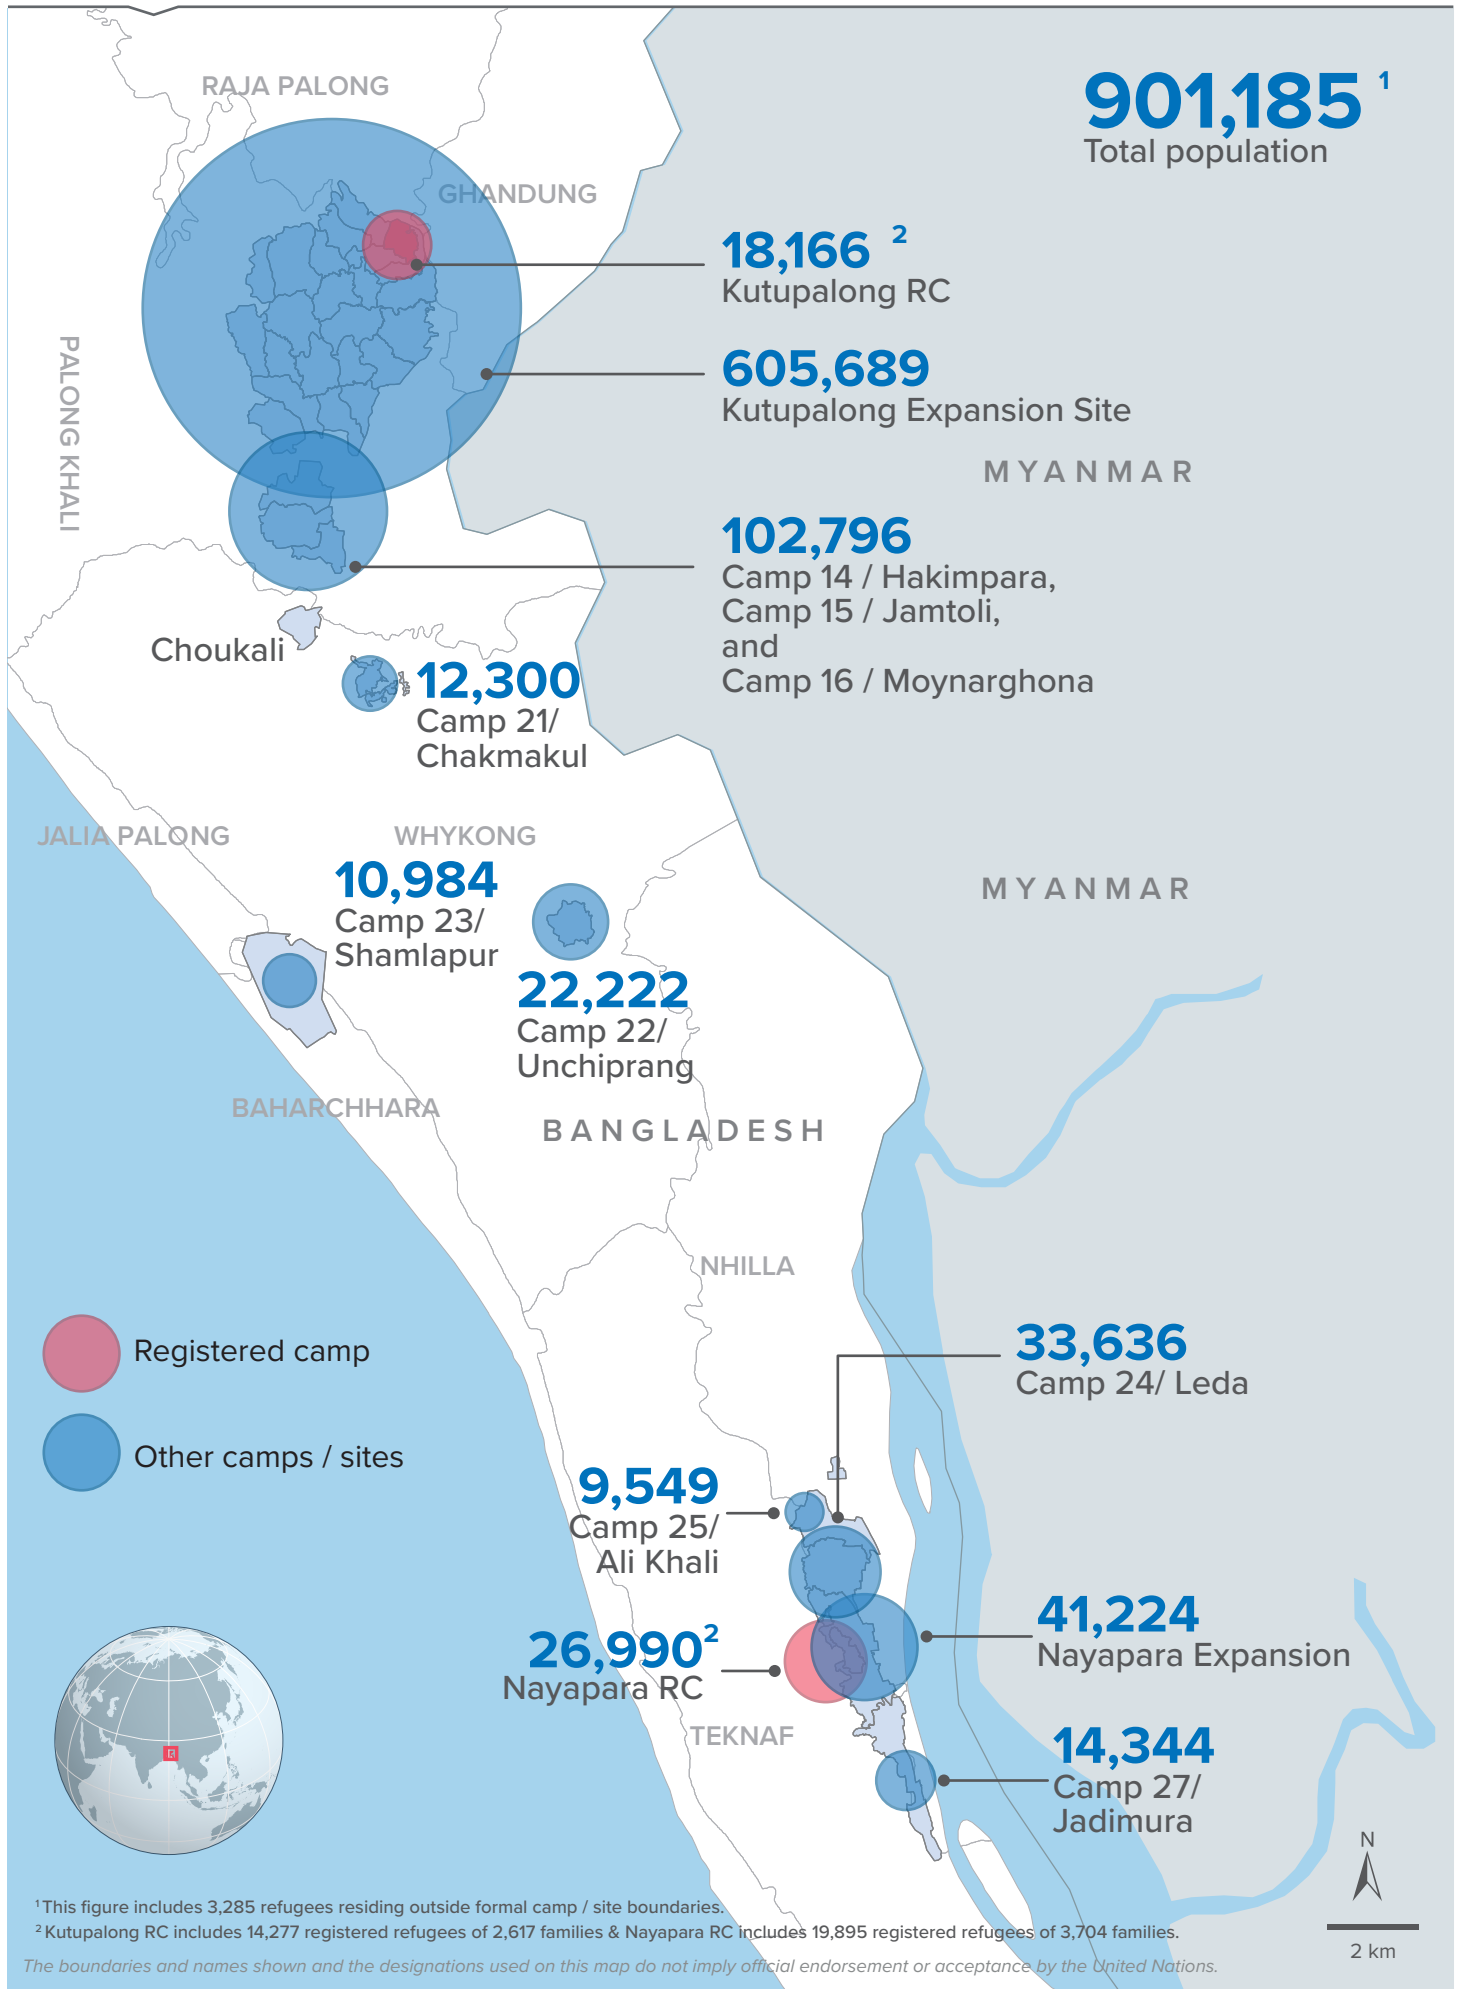 RAJA PALONG
901,185 1
Total population
GHANDUNG
18,166 2
Kutupalong RC
PALONG KHALI
605,689
Kutupalong Expansion Site
MYANMAR
102,796
Camp 14 / Hakimpara,
Camp 15 / Jamtoli,
and
Camp 16 / Moynarghona
Choukali
12,300
Camp 21/
Chakmakul
JALIA PALONG
WHYKONG
10,984
Camp 23/
Shamlapur
MYANMAR
22,222
Camp 22/
Unchiprang
BAHARCHHARA
BANGLADESH
NHILLA
Registered camp
Other camps / sites
33,636
Camp 24/ Leda
9,549
Camp 25/
Ali Khali
41,224
Nayapara Expansion
26,990 2
Nayapara RC
TEKNAF
14,344
Camp 27/
Jadimura
N
2 km
1 This figure includes 3,285 refugees residing outside formal camp / site boundaries.
2 Kutupalong RC includes 14,277 registered refugees of 2,617 families & Nayapara RC includes 19,895 registered refugees of 3,704 families.
The boundaries and names shown and the designations used on this map do not imply official endorsement or acceptance by the United Nations.